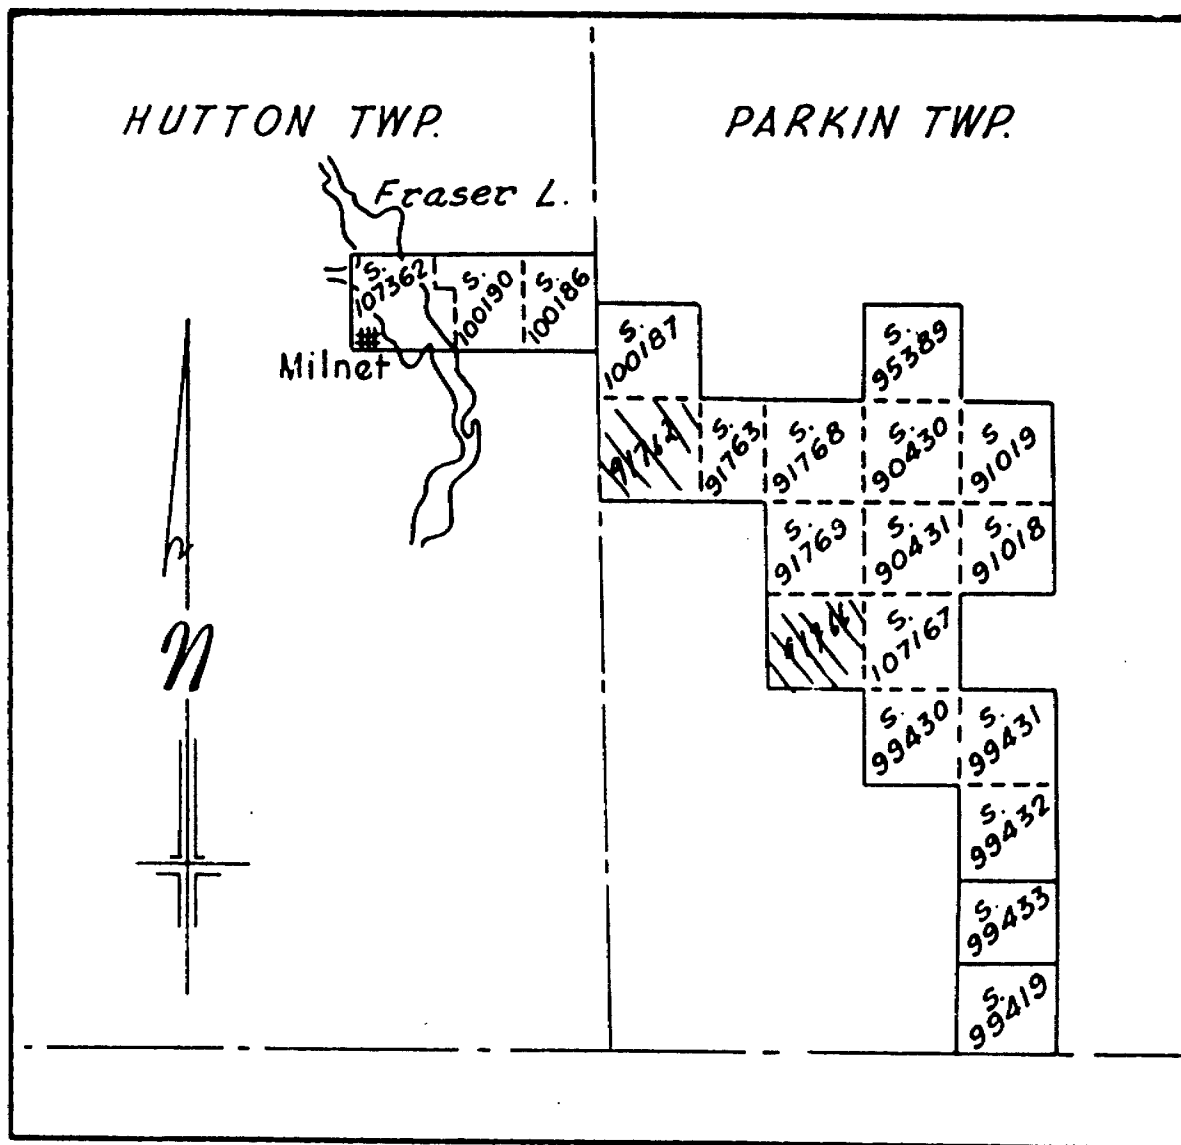 HUTTON TWP.
PARKIN TWP.
Fraser L.
S.
107362
S.
100190
S.
100186
Milnet
S.
100187
S.
95389
91762
S.
91763
S.
91768
S.
90430
S
91019
S.
91769
S.
90431
S.
91018
S.
107167
N
S.
99430
S.
99431
S.
99432
S.
99433
S.
99419